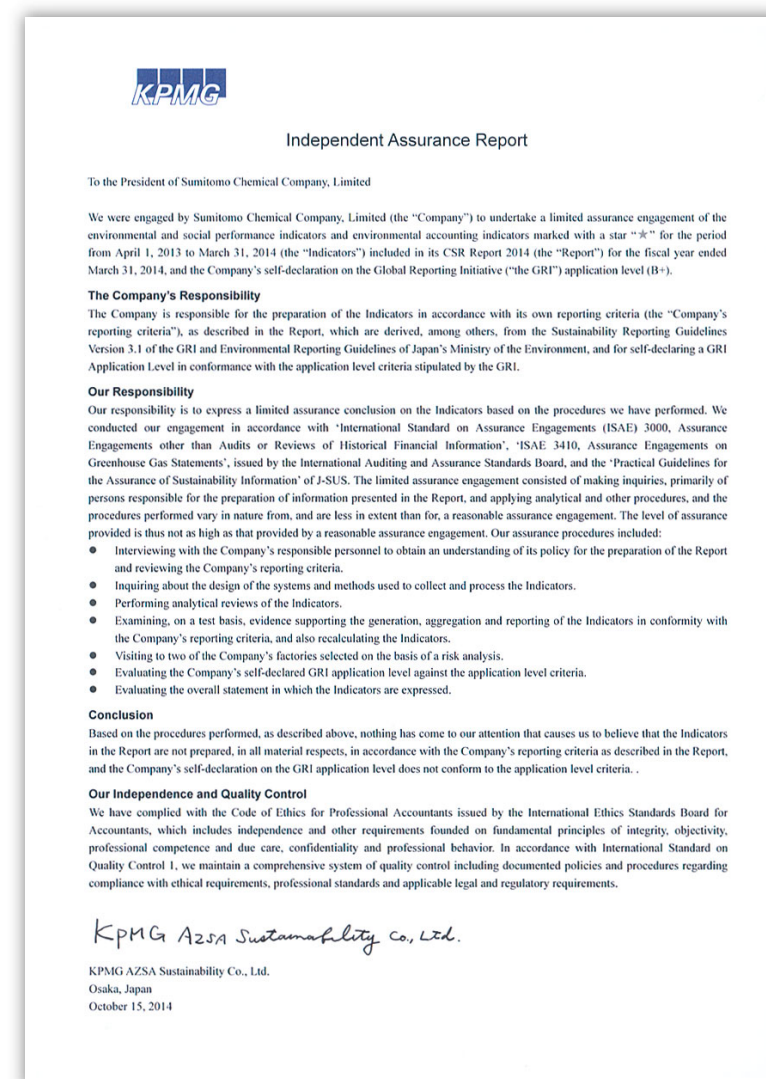 KPMG
Independent Assurance Report
To the President of Sumitomo Chemical Company, Limited
We were engaged by Sumitomo Chemical Company, Limited (the “Company”) to undertake a limited assurance engagement of the
environmental and social performance indicators and environmental accounting indicators marked with a star “★” for the period
from April 1, 2013 to March 31, 2014 (the “Indicators”) included in its CSR Report 2014 (the “Report”) for the fiscal year ended
March 31, 2014, and the Company’s self-declaration on the Global Reporting Initiative (“the GRI”) application level (B+).
The Company’s Responsibility
The Company is responsible for the preparation of the Indicators in accordance with its own reporting criteria (the “Company’s
reporting criteria”), as described in the Report, which are derived, among others, from the Sustainability Reporting Guidelines
Version 3.1 of the GRI and Environmental Reporting Guidelines of Japan’s Ministry of the Environment, and for self-declaring a GRI
Application Level in conformance with the application level criteria stipulated by the GRI.
Our Responsibility
Our responsibility is to express a limited assurance conclusion on the Indicators based on the procedures we have performed. We
conducted our engagement in accordance with ‘International Standard on Assurance Engagements (ISAE) 3000, Assurance
Engagements other than Audits or Reviews of Historical Financial Information’, ‘ISAE 3410, Assurance Engagements on
Greenhouse Gas Statements’, issued by the International Auditing and Assurance Standards Board, and the ‘Practical Guidelines for
the Assurance of Sustainability Information’ of J-SUS. The limited assurance engagement consisted of making inquiries, primarily of
persons responsible for the preparation of information presented in the Report, and applying analytical and other procedures, and the
procedures performed vary in nature from, and are less in extent than for, a reasonable assurance engagement. The level of assurance
provided is thus not as high as that provided by a reasonable assurance engagement. Our assurance procedures included:
● Interviewing with the Company’s responsible personnel to obtain an understanding of its policy for the preparation of the Report
and reviewing the Company’s reporting criteria.
● Inquiring about the design of the systems and methods used to collect and process the Indicators.
● Performing analytical reviews of the Indicators.
● Examining, on a test basis, evidence supporting the generation, aggregation and reporting of the Indicators in conformity with
the Company’s reporting criteria, and also recalculating the Indicators.
● Visiting to two of the Company’s factories selected on the basis of a risk analysis.
● Evaluating the Company’s self-declared GRI application level against the application level criteria.
● Evaluating the overall statement in which the Indicators are expressed.
Conclusion
Based on the procedures performed, as described above, nothing has come to our attention that causes us to believe that the Indicators
in the Report are not prepared, in all material respects, in accordance with the Company’s reporting criteria as described in the Report,
and the Company’s self-declaration on the GRI application level does not conform to the application level criteria. .
Our Independence and Quality Control
We have complied with the Code of Ethics for Professional Accountants issued by the International Ethics Standards Board for
Accountants, which includes independence and other requirements founded on fundamental principles of integrity, objectivity,
professional competence and due care, confidentiality and professional behavior. In accordance with International Standard on
Quality Control 1, we maintain a comprehensive system of quality control including documented policies and procedures regarding
compliance with ethical requirements, professional standards and applicable legal and regulatory requirements.
KPMG AZSA Sustainability Co., Ltd.
KPMG AZSA Sustainability Co., Ltd.
Osaka, Japan
October 15, 2014